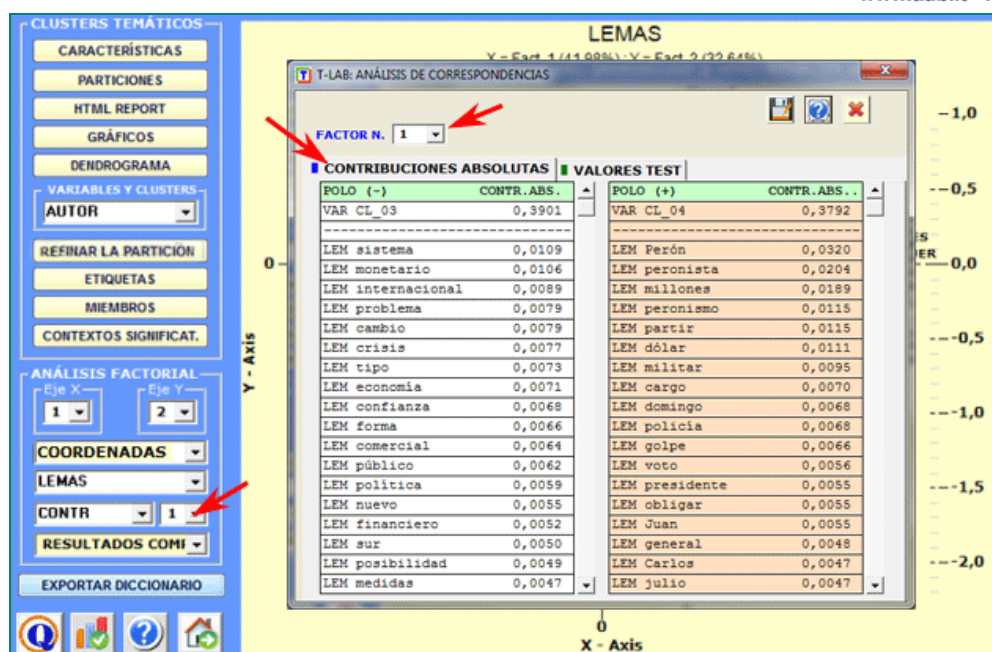 CLUSTERS TEMÁTICOS
CARACTERÍSTICAS
PARTICIONES
HTML REPORT
GRÁFICOS
DENDROGRAMA
VARIABLES Y CLUSTERS
AUTOR
REFINAR LA PARTICIÓN
ETIQUETAS
MIEMBROS
CONTEXTOS SIGNIFICAT.
ANÁLISIS FACTORIAL
Eje X Eje Y
1 2
COORDENADAS
LEMAS
CONTR 1
RESULTADOS COMP
EXPORTAR DICCIONARIO
LEMAS
X = Fact. 1 (41,98%) ; Y = Fact. 2 (32,64%)
T-LAB: ANÁLISIS DE CORRESPONDENCIAS
FACTOR N. 1
CONTRIBUCIONES ABSOLUTAS VALORES TEST
POLO (-) CONTR.ABS. POLO (+) CONTR.ABS..
VAR CL_03 0,3901 VAR CL_04 0,3792
LEM sistema 0,0109 LEM Perón 0,0320
LEM monetario 0,0106 LEM peronista 0,0204
LEM internacional 0,0089 LEM millones 0,0189
LEM problema 0,0079 LEM peronismo 0,0115
LEM cambio 0,0079 LEM partir 0,0115
LEM crisis 0,0077 LEM dólar 0,0111
LEM tipo 0,0073 LEM militar 0,0095
LEM economía 0,0071 LEM cargo 0,0070
LEM confianza 0,0068 LEM domingo 0,0068
LEM forma 0,0066 LEM policía 0,0068
LEM comercial 0,0064 LEM golpe 0,0066
LEM público 0,0062 LEM voto 0,0056
LEM política 0,0059 LEM presidente 0,0055
LEM nuevo 0,0055 LEM obligar 0,0055
LEM financiero 0,0052 LEM Juan 0,0055
LEM sur 0,0050 LEM general 0,0048
LEM posibilidad 0,0049 LEM Carlos 0,0047
LEM medidas 0,0047 LEM julio 0,0047
0
Y - Axis
1,0
-0,5
0,0
-0,5
-1,0
-1,5
-2,0
ES
ER
0
X - Axis